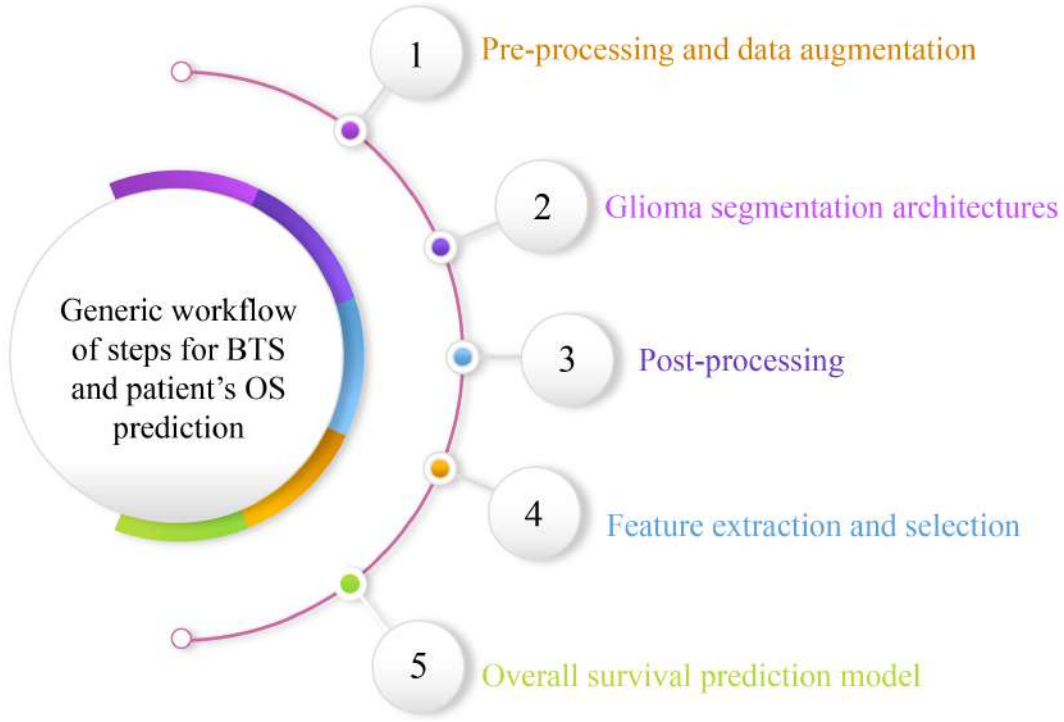 Generic workflow
of steps for BTS
and patient's OS
prediction
1 Pre-processing and data augmentation
2 Glioma segmentation architectures
3 Post-processing
4 Feature extraction and selection
5 Overall survival prediction model